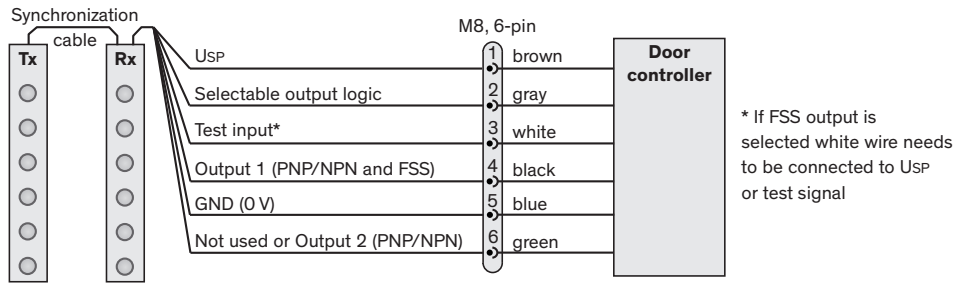 Synchronization
cable
Tx
Rx
M8, 6-pin
USP
1
brown
Selectable output logic
2
gray
Test input*
3
white
Output 1 (PNP/NPN and FSS)
4
black
GND (0 V)
5
blue
Not used or Output 2 (PNP/NPN)
6
green
Door
controller
* If FSS output is
selected white wire needs
to be connected to USP
or test signal